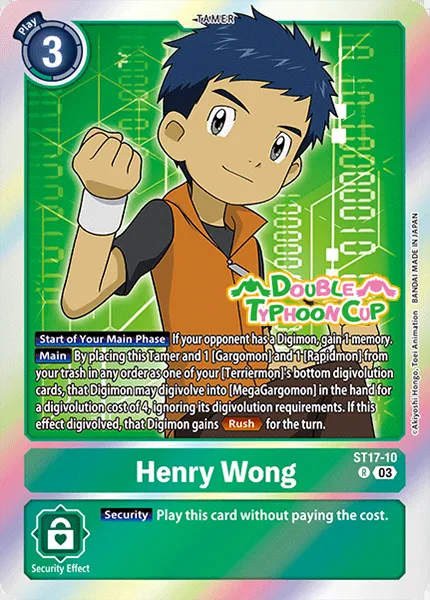 TAMER
Play
3
DOUBLE
TYPHOON CUP
Start of Your Main Phase If your opponent has a Digimon, gain 1 memory.
Main By placing this Tamer and 1 [Gargomon] and 1 [Rapidmon] from
your trash in any order as one of your [Terriermon]'s bottom digivolution
cards, that Digimon may digivolve into [MegaGargomon] in the hand for
a digivolution cost of 4, ignoring its digivolution requirements. If this
effect digivolved, that Digimon gains Rush for the turn.
©Akiyoshi Hongo, Toei Animation BANDAI MADE IN JAPAN
ST17-10
Henry Wong
R 03
Security Play this card without paying the cost.
Security Effect